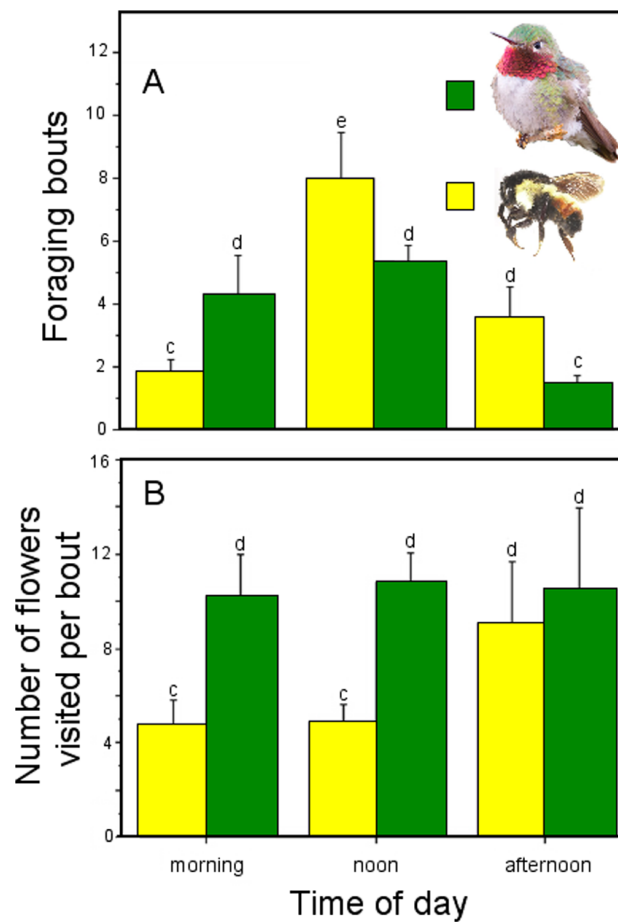 A
Foraging bouts
12
10
8
6
4
2
0
c
d
e
d
d
c
B
Number of flowers
visited per bout
16
12
8
4
0
c
d
c
d
d
d
morning noon afternoon
Time of day